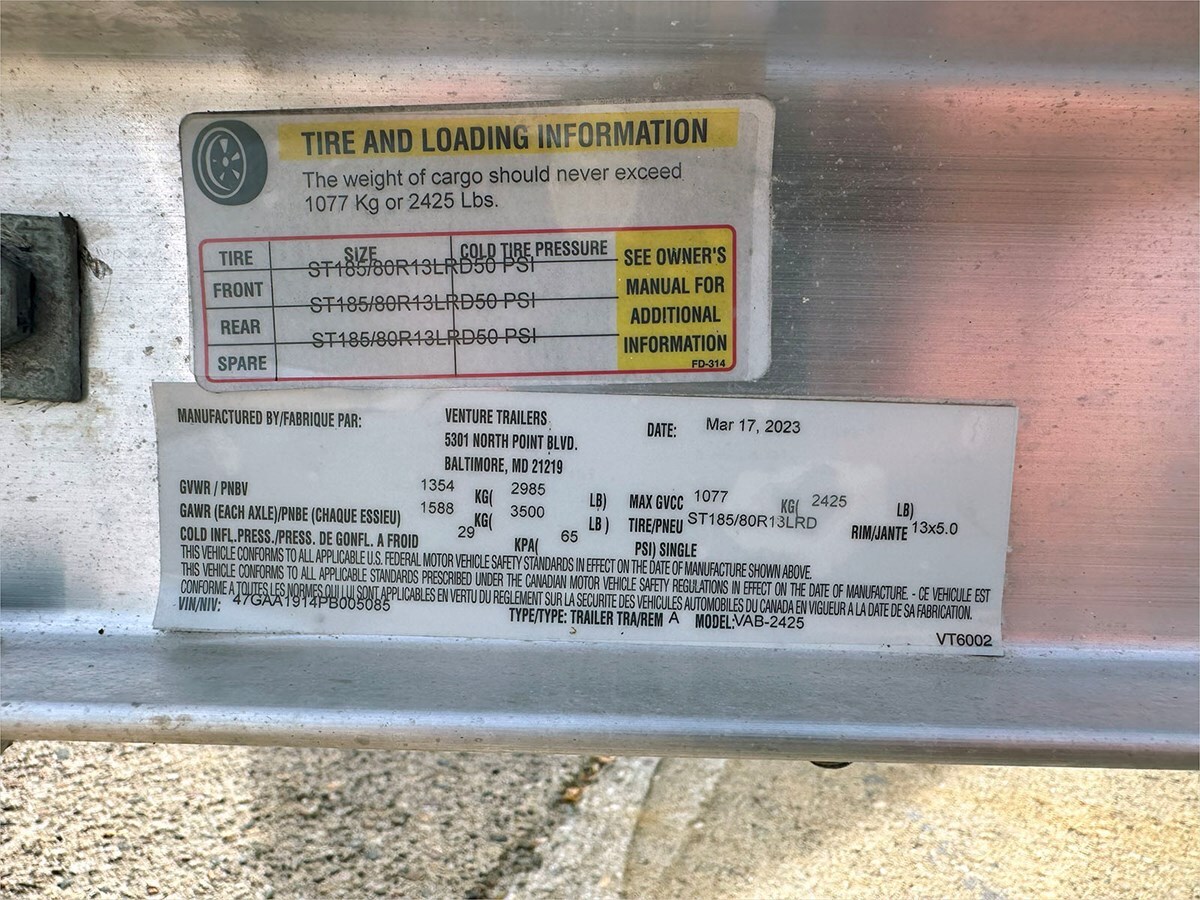 TIRE AND LOADING INFORMATION
The weight of cargo should never exceed
1077 Kg or 2425 Lbs.
TIRE SIZE COLD TIRE PRESSURE
SEE OWNER'S
MANUAL FOR
ADDITIONAL
INFORMATION
FRONT ST185/80R13LRD50 PSI
REAR ST185/80R13LRD50 PSI
SPARE ST185/80R13LRD50 PSI
FD-314
MANUFACTURED BY/FABRIQUE PAR: VENTURE TRAILERS DATE: Mar 17, 2023
5301 NORTH POINT BLVD.
BALTIMORE, MD 21219
GVWR / PNBV 1354 KG( 2985 LB) MAX GVCC 1077 KG( 2425 LB)
GAWR (EACH AXLE)/PNBE (CHAQUE ESSIEU) 1588 KG( 3500 LB ) TIRE/PNEU ST185/80R13LRD RIM/JANTE 13x5.0
COLD INFL.PRESS./PRESS. DE GONFL. A FROID 29 KPA( 65 PSI) SINGLE
THIS VEHICLE CONFORMS TO ALL APPLICABLE U.S. FEDERAL MOTOR VEHICLE SAFETY STANDARDS IN EFFECT ON THE DATE OF MANUFACTURE SHOWN ABOVE.
THIS VEHICLE CONFORMS TO ALL APPLICABLE STANDARDS PRESCRIBED UNDER THE CANADIAN MOTOR VEHICLE SAFETY REGULATIONS IN EFFECT ON THE DATE OF MANUFACTURE. - CE VEHICULE EST
CONFORME A TOUTES LES NORMES QUI LUI SONT APPLICABLES EN VERTU DU REGLEMENT SUR LA SECURITE DES VEHICULES AUTOMOBILES DU CANADA EN VIGUEUR A LA DATE DE SA FABRICATION.
VIN/NIV: 47GAA1914PB005085 TYPE/TYPE: TRAILER TRA/REM A MODEL: VAB-2425
VT6002